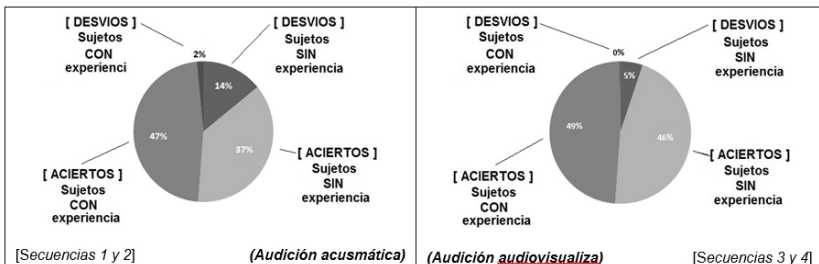 [ DESVIOS ]
Sujetos
CON
experienci
2%
[ DESVIOS ]
Sujetos
SIN
experiencia
14%
47%
37%
[ ACIERTOS ]
Sujetos
CON
experiencia
[ ACIERTOS ]
Sujetos
SIN
experiencia
[Secuencias 1 y 2]
(Audición acusmática)
[ DESVIOS ]
Sujetos
CON
experiencia
0%
[ DESVIOS ]
Sujetos
SIN
experiencia
5%
49%
46%
[ ACIERTOS ]
Sujetos
CON
experiencia
[ ACIERTOS ]
Sujetos
SIN
experiencia
(Audición audiovisualiza)
[Secuencias 3 y 4]